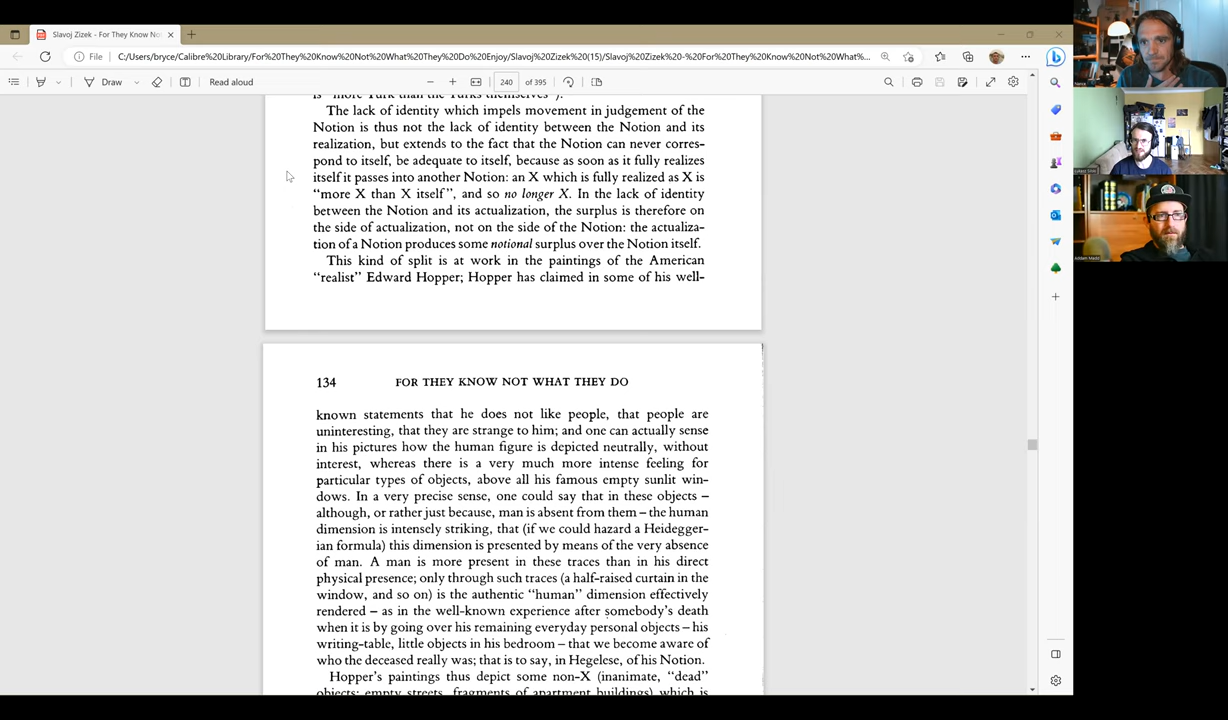 Slavoj Zizek - For They Know No
File
C:/Users/bryce/Calibre%20Library/For%20They%20Know%20Not%20What%20They%20Do%20Enjoy/Slavoj%20Zizek%20(15)/Slavoj%20Zizek%20-%20For%20They%20Know%20Not%20What%...
Draw
Read aloud
240
of 395
is "more Turk than the Turks themselves").
The lack of identity which impels movement in judgement of the
Notion is thus not the lack of identity between the Notion and its
realization, but extends to the fact that the Notion can never corres-
pond to itself, be adequate to itself, because as soon as it fully realizes
itself it passes into another Notion: an X which is fully realized as X is
"more X than X itself", and so no longer X. In the lack of identity
between the Notion and its actualization, the surplus is therefore on
the side of actualization, not on the side of the Notion: the actualiza-
tion of a Notion produces some notional surplus over the Notion itself.
This kind of split is at work in the paintings of the American
"realist" Edward Hopper; Hopper has claimed in some of his well-
134
FOR THEY KNOW NOT WHAT THEY DO
known statements that he does not like people, that people are
uninteresting, that they are strange to him; and one can actually sense
in his pictures how the human figure is depicted neutrally, without
interest, whereas there is a very much more intense feeling for
particular types of objects, above all his famous empty sunlit win-
dows. In a very precise sense, one could say that in these objects –
although, or rather just because, man is absent from them – the human
dimension is intensely striking, that (if we could hazard a Heidegger-
ian formula) this dimension is presented by means of the very absence
of man. A man is more present in these traces than in his direct
physical presence; only through such traces (a half-raised curtain in the
window, and so on) is the authentic "human" dimension effectively
rendered – as in the well-known experience after somebody's death
when it is by going over his remaining everyday personal objects – his
writing-table, little objects in his bedroom – that we become aware of
who the deceased really was; that is to say, in Hegelese, of his Notion.
Hopper's paintings thus depict some non-X (inanimate, "dead"
objects: empty streets, fragments of apartment buildings) which is